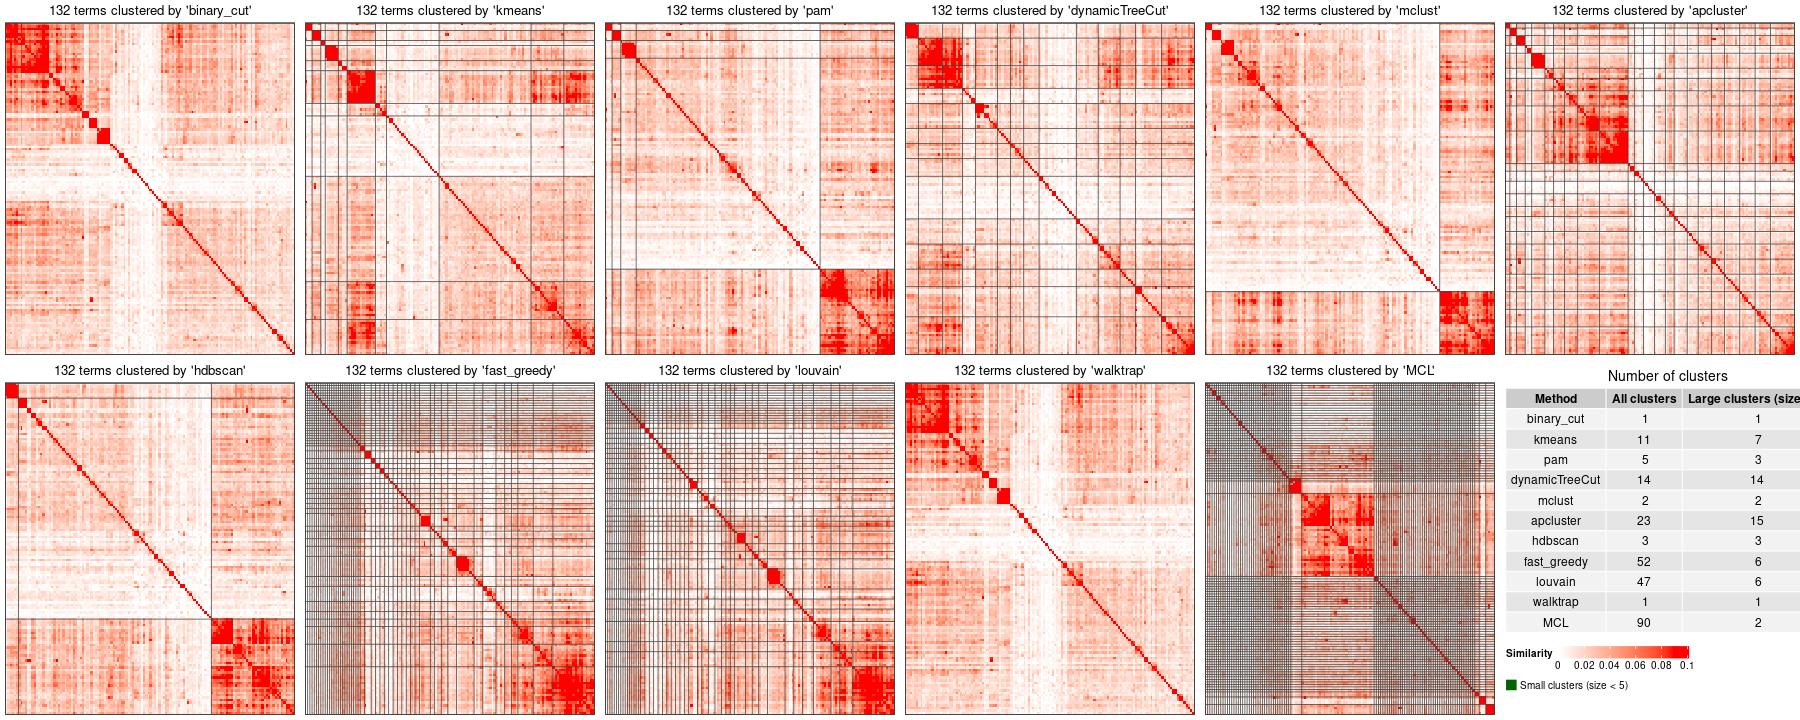 132 terms clustered by 'binary_cut'
132 terms clustered by 'kmeans'
132 terms clustered by 'pam'
132 terms clustered by 'dynamicTreeCut'
132 terms clustered by 'mclust'
132 terms clustered by 'apcluster'
132 terms clustered by 'hdbscan'
132 terms clustered by 'fast_greedy'
132 terms clustered by 'louvain'
132 terms clustered by 'walktrap'
132 terms clustered by 'MCL'
Number of clusters
Method All clusters Large clusters (size
binary_cut 1 1
kmeans 11 7
pam 5 3
dynamicTreeCut 14 14
mclust 2 2
apcluster 23 15
hdbscan 3 3
fast_greedy 52 6
louvain 47 6
walktrap 1 1
MCL 90 2
Similarity
0 0.02 0.04 0.06 0.08 0.1
Small clusters (size < 5)